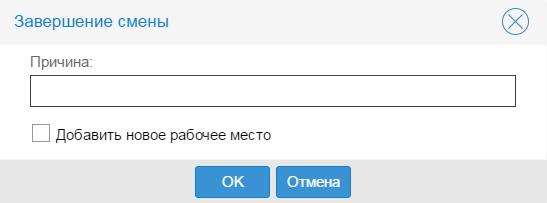 Завершение смены
Причина:
Добавить новое рабочее место
OK Отмена